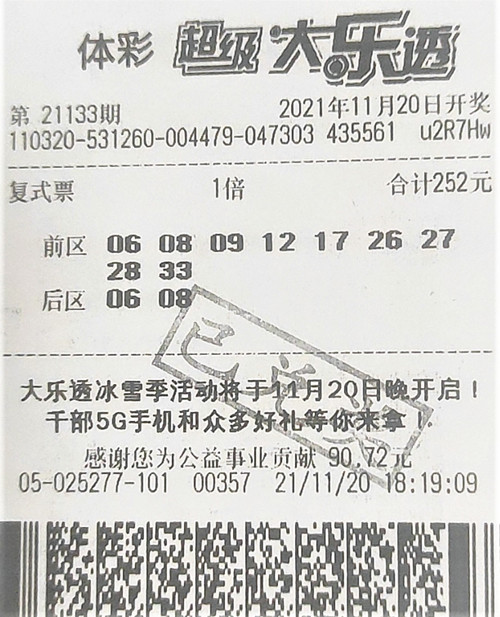 体彩 超级大乐透
第 21133期 2021年11月20日开奖
110320-531260-004479-047303 435561 u2R7Hw
复式票 1倍 合计252元
前区 06 08 09 12 17 26 27
28 33
后区 06 08
已兑奖
大乐透冰雪季活动将于11月20日晚开启！
千部5G手机和众多好礼等你来拿！
感谢您为公益事业贡献 90.72元
05-025277-101 00357 21/11/20 18:19:09